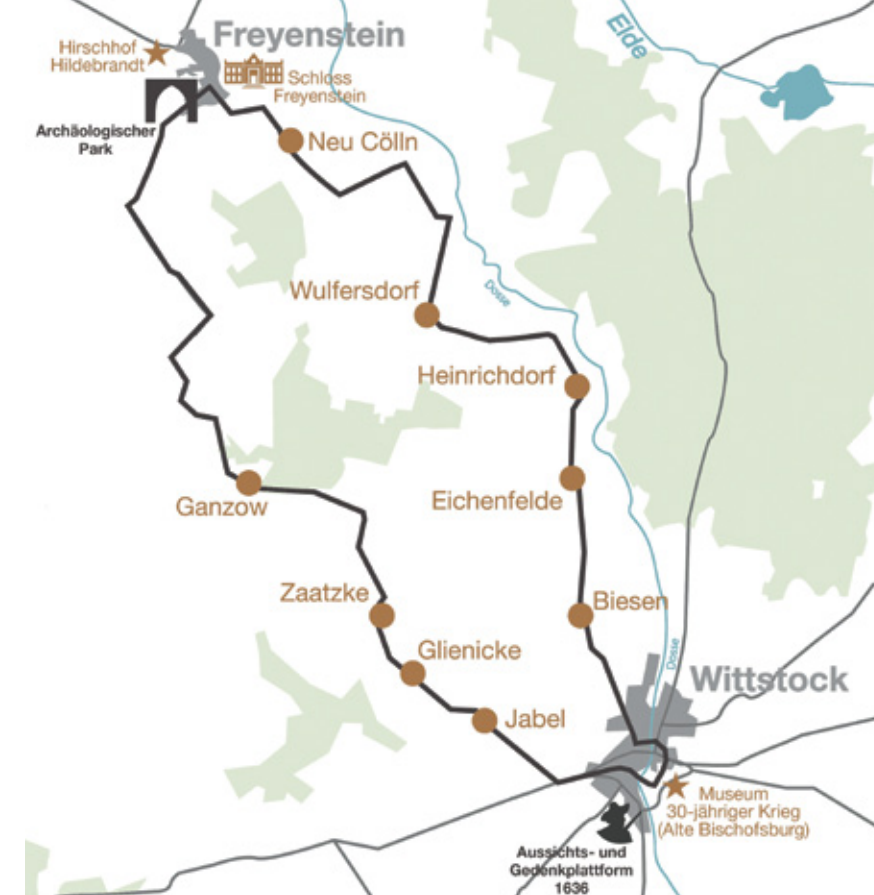 Elde
Freyenstein
Hirschhof
Hildebrandt
Schloss
Freyenstein
Archäologischer
Park
Neu Cölln
Wulfersdorf
Dosse
Heinrichdorf
Ganzow
Eichenfelde
Zaatzke
Biesen
Glienicke
Dosse
Wittstock
Jabel
Museum
30-jähriger Krieg
(Alte Bischofsburg)
Aussichts- und
Gedenkplattform
1636